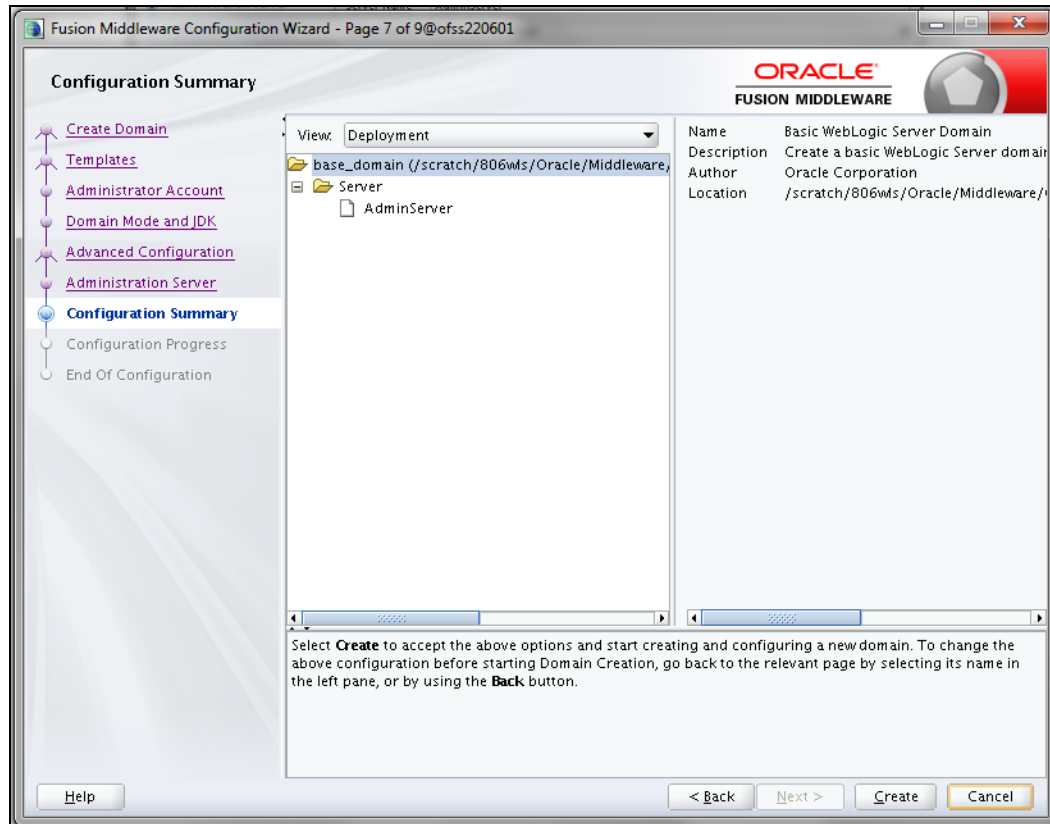 Fusion Middleware Configuration Wizard - Page 7 of 9@ofss220601
Configuration Summary
ORACLE
FUSION MIDDLEWARE
Create Domain
Templates
Administrator Account
Domain Mode and JDK
Advanced Configuration
Administration Server
Configuration Summary
Configuration Progress
End Of Configuration
View: Deployment
base_domain (/scratch/806wls/Oracle/Middleware/
Server
AdminServer
Name Basic WebLogic Server Domain
Description Create a basic WebLogic Server domain
Author Oracle Corporation
Location /scratch/806wls/Oracle/Middleware/
Select Create to accept the above options and start creating and configuring a new domain. To change the
above configuration before starting Domain Creation, go back to the relevant page by selecting its name in
the left pane, or by using the Back button.
Help
< Back
Next >
Create
Cancel